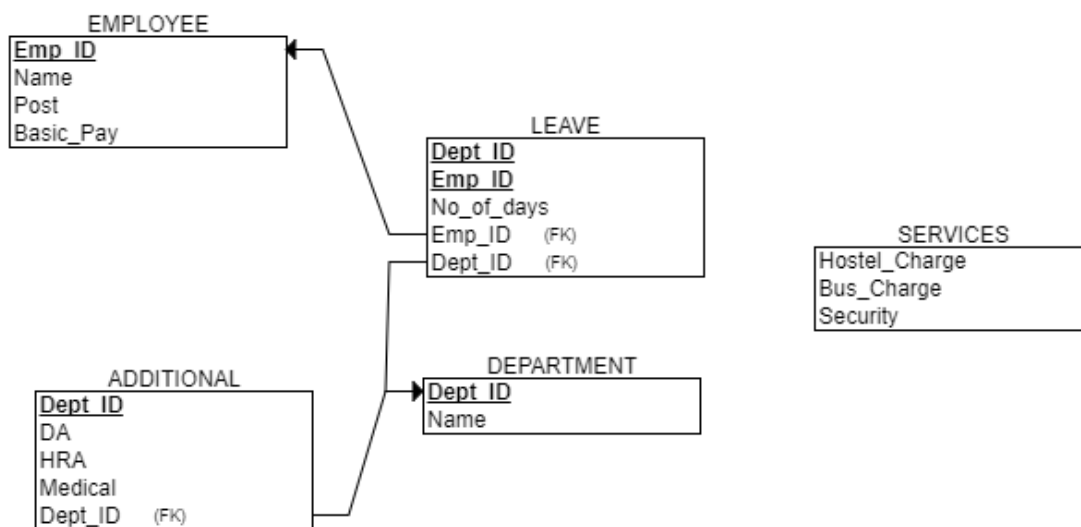 EMPLOYEE
Emp_ID
Name
Post
Basic_Pay
LEAVE
Dept_ID
Emp_ID
No_of_days
Emp_ID (FK)
Dept_ID (FK)
SERVICES
Hostel_Charge
Bus_Charge
Security
ADDITIONAL
Dept_ID
DA
HRA
Medical
Dept_ID (FK)
DEPARTMENT
Dept_ID
Name